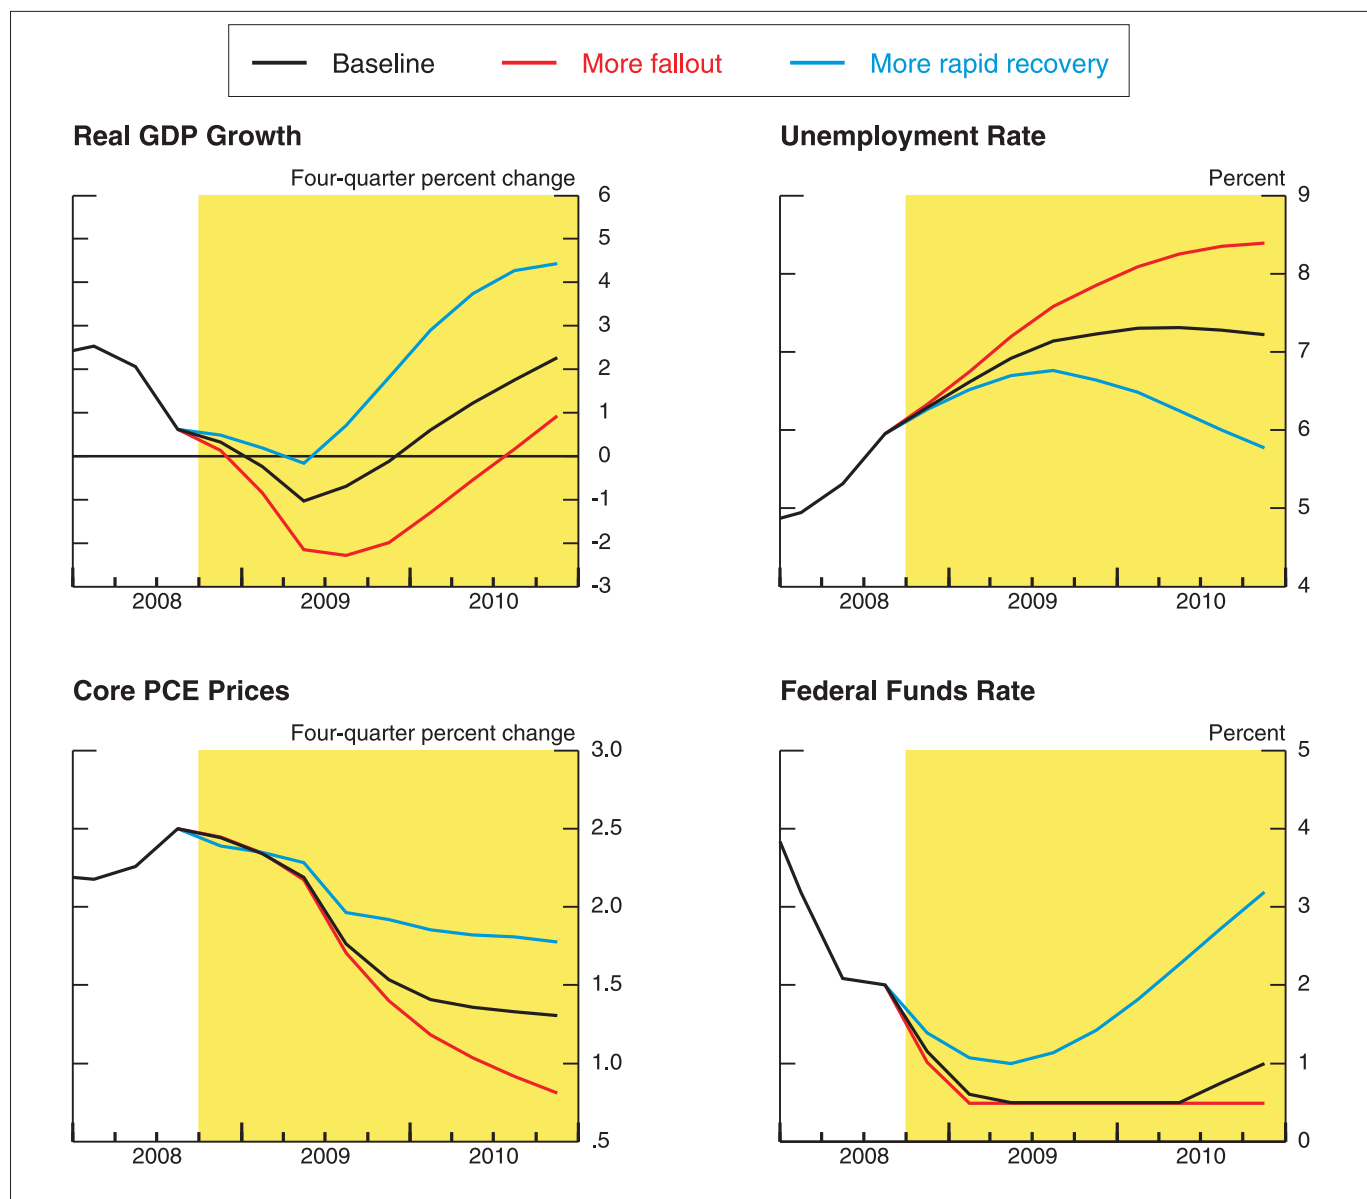 Baseline More fallout More rapid recovery
Real GDP Growth
Four-quarter percent change
6
5
4
3
2
1
0
-1
-2
-3
2008 2009 2010
Unemployment Rate
Percent
9
8
7
6
5
4
2008 2009 2010
Core PCE Prices
Four-quarter percent change
3.0
2.5
2.0
1.5
1.0
.5
2008 2009 2010
Federal Funds Rate
Percent
5
4
3
2
1
0
2008 2009 2010